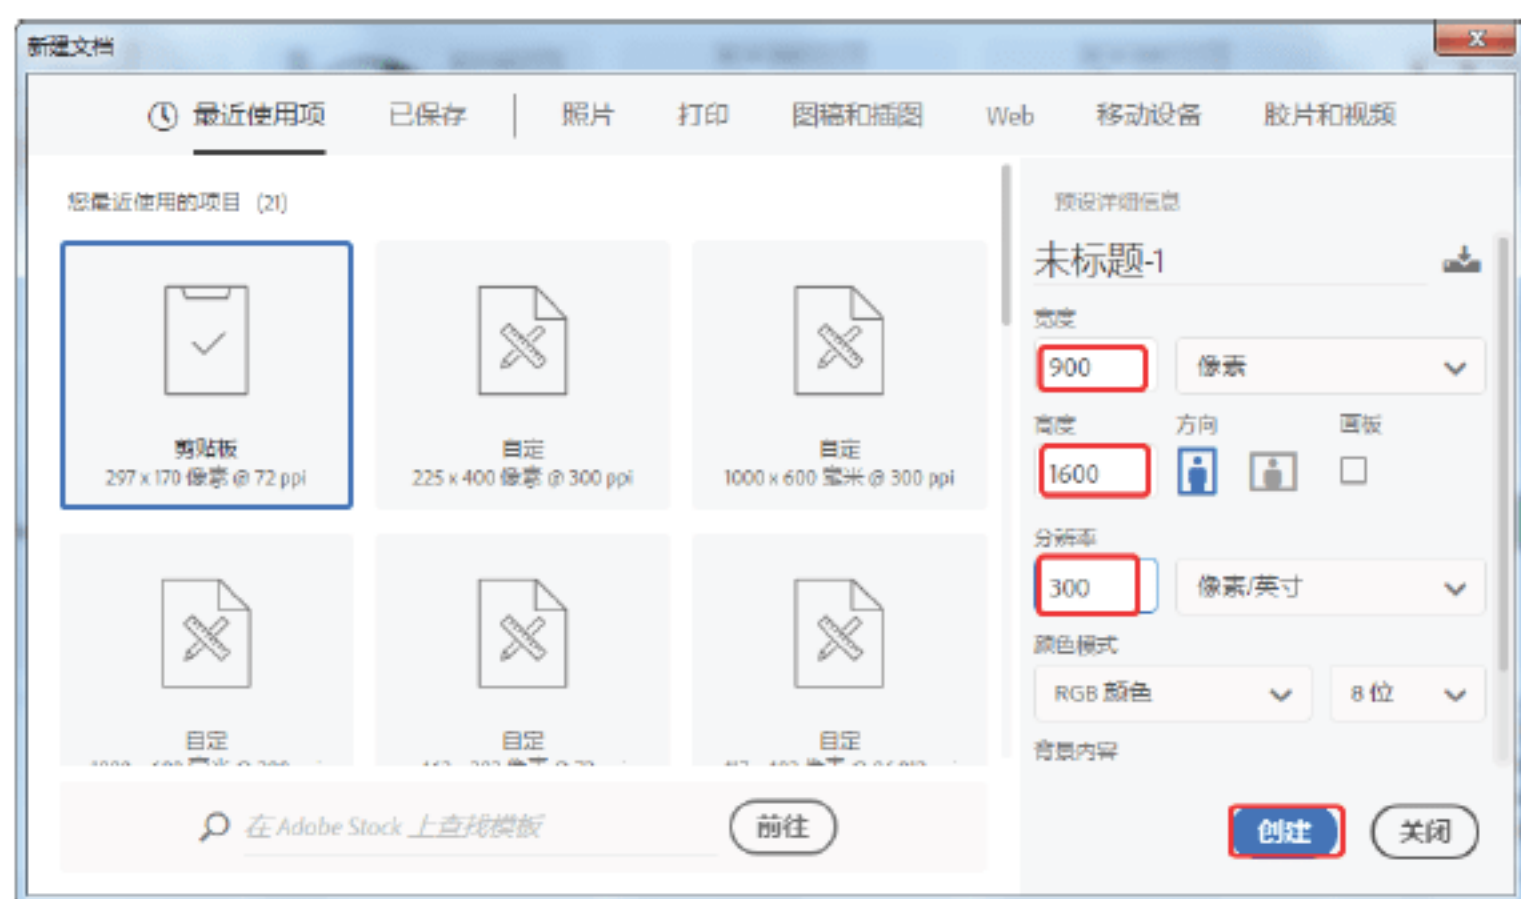 新建文档
最近使用项 已保存 照片 打印 图稿和插图 Web 移动设备 胶片和视频
您最近使用的项目 (21)
剪贴板
297 x 170 像素 @ 72 ppi
自定
225 x 400 像素 @ 300 ppi
自定
1000 x 600 毫米 @ 300 ppi
自定
自定
自定
在 Adobe Stock 上查找模板
前往
预设详细信息
未标题-1
宽度
900 像素
高度 方向 画板
1600
分辨率
300 像素/英寸
颜色模式
RGB 颜色 8 位
背景内容
创建 关闭